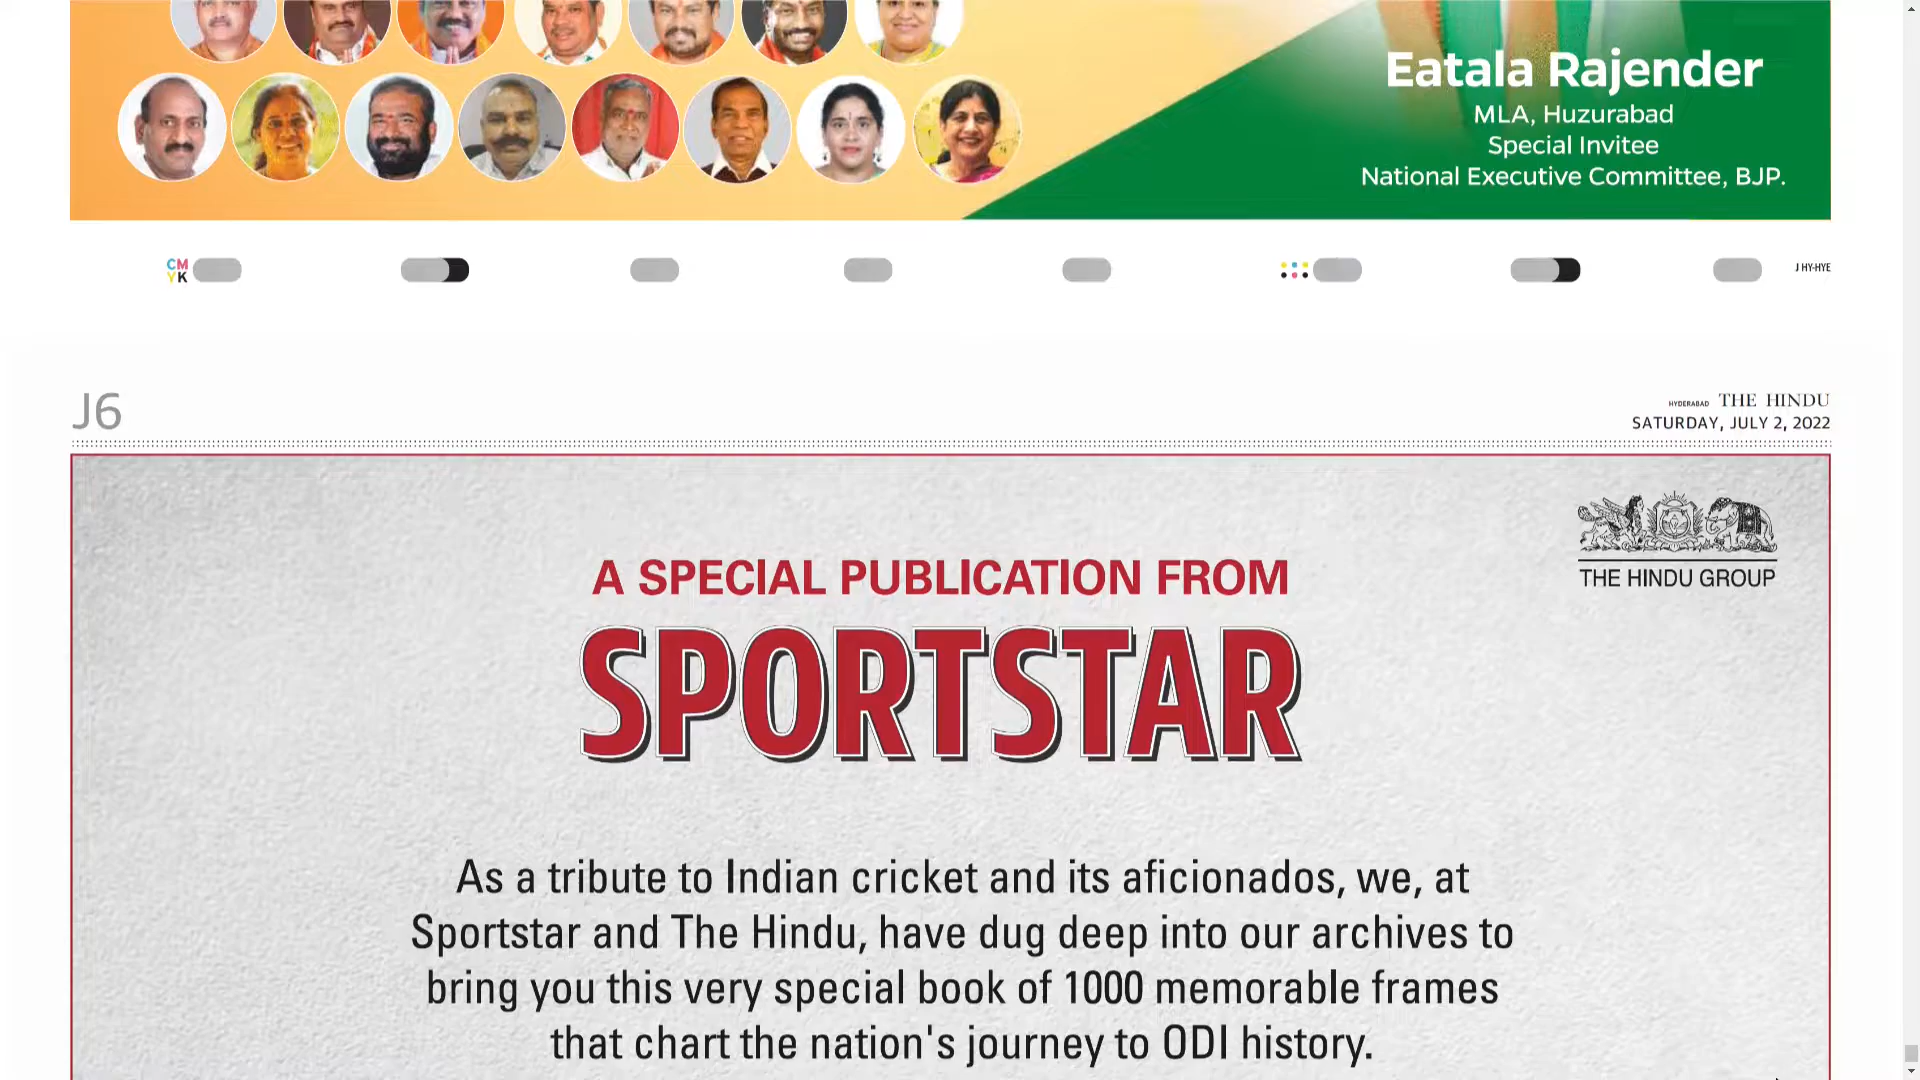 Eatala Rajender
MLA, Huzurabad
Special Invitee
National Executive Committee, BJP.
CM
YK
J HY-HYE
J6
HYDERABAD THE HINDU
SATURDAY, JULY 2, 2022
THE HINDU GROUP
A SPECIAL PUBLICATION FROM
SPORTSTAR
As a tribute to Indian cricket and its aficionados, we, at
Sportstar and The Hindu, have dug deep into our archives to
bring you this very special book of 1000 memorable frames
that chart the nation's journey to ODI history.